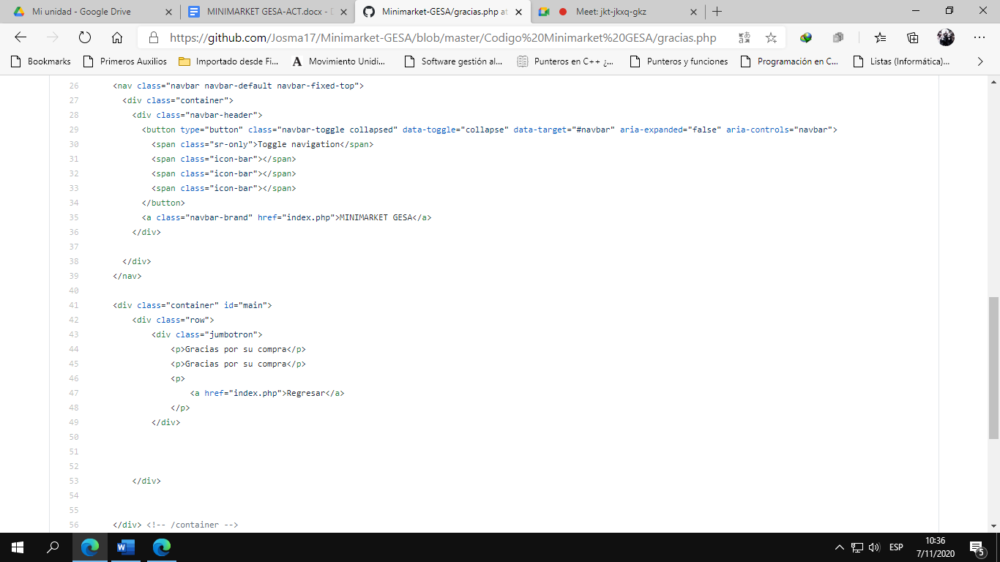 Mi unidad - Google Drive
MINIMARKET GESA-ACT.docx - D
Minimarket-GESA/gracias.php at
Meet: jkt-jkxq-gkz
https://github.com/Josma17/Minimarket-GESA/blob/master/Codigo%20Minimarket%20GESA/gracias.php
Bookmarks
Primeros Auxilios
Importado desde Fi...
Movimiento Unidi...
Software gestión al...
Punteros en C++ ¿...
Punteros y funciones
Programación en C...
Listas (Informática)...
26 <nav class="navbar navbar-default navbar-fixed-top">
27 <div class="container">
28 <div class="navbar-header">
29 <button type="button" class="navbar-toggle collapsed" data-toggle="collapse" data-target="#navbar" aria-expanded="false" aria-controls="navbar">
30 <span class="sr-only">Toggle navigation</span>
31 <span class="icon-bar"></span>
32 <span class="icon-bar"></span>
33 <span class="icon-bar"></span>
34 </button>
35 <a class="navbar-brand" href="index.php">MINIMARKET GESA</a>
36 </div>
37
38 </div>
39 </nav>
40
41 <div class="container" id="main">
42 <div class="row">
43 <div class="jumbotron">
44 <p>Gracias por su compra</p>
45 <p>Gracias por su compra</p>
46 <p>
47 <a href="index.php">Regresar</a>
48 </p>
49 </div>
50
51
52
53 </div>
54
55
56 </div> <!-- /container -->
ESP
10:36
7/11/2020
5